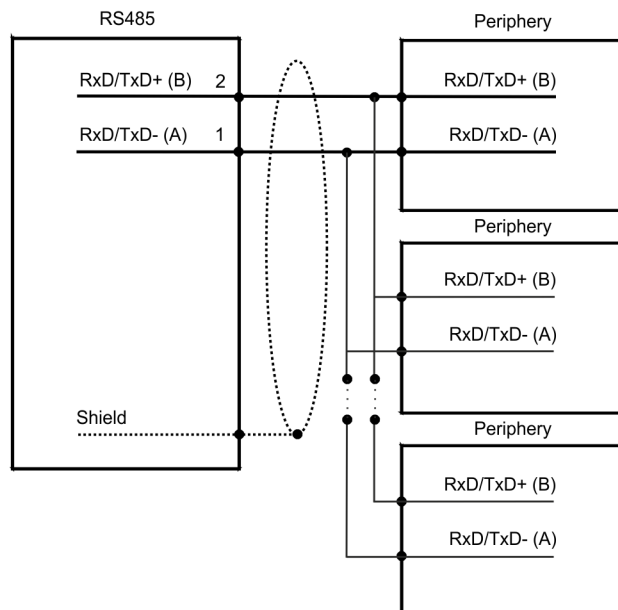 RS485
Periphery
RxD/TxD+ (B) 2
RxD/TxD+ (B)
RxD/TxD- (A) 1
RxD/TxD- (A)
Periphery
RxD/TxD+ (B)
RxD/TxD- (A)
Shield
Periphery
RxD/TxD+ (B)
RxD/TxD- (A)